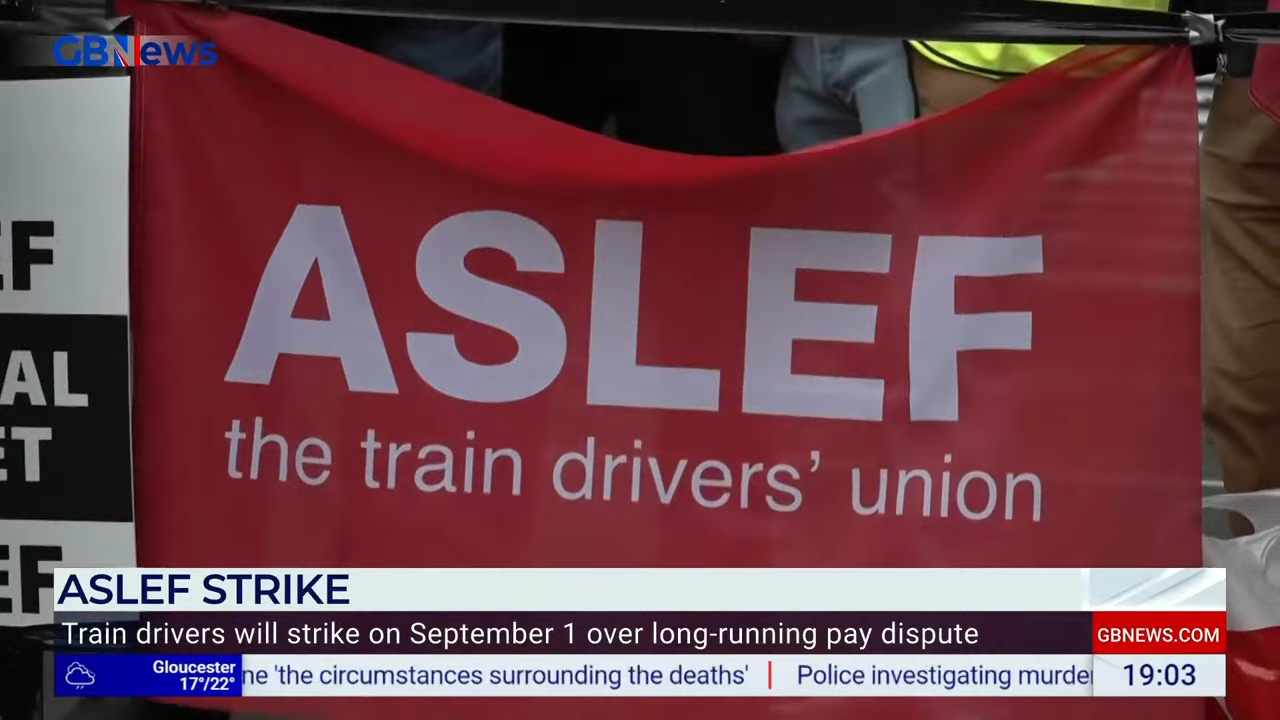 GBNews
EF
AL
ET
EF
ASLEF
the train drivers' union
ASLEF STRIKE
Train drivers will strike on September 1 over long-running pay dispute
GBNEWS.COM
Gloucester
17°/22°
ne 'the circumstances surrounding the deaths' | Police investigating murde
19:03